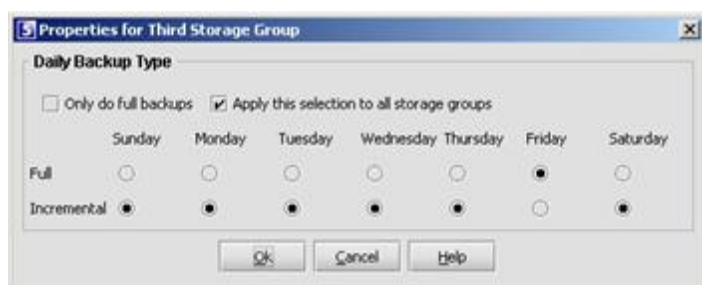 Properties for Third Storage Group
Daily Backup Type
Only do full backups Apply this selection to all storage groups
Sunday Monday Tuesday Wednesday Thursday Friday Saturday
Full
Incremental
Ok Cancel Help